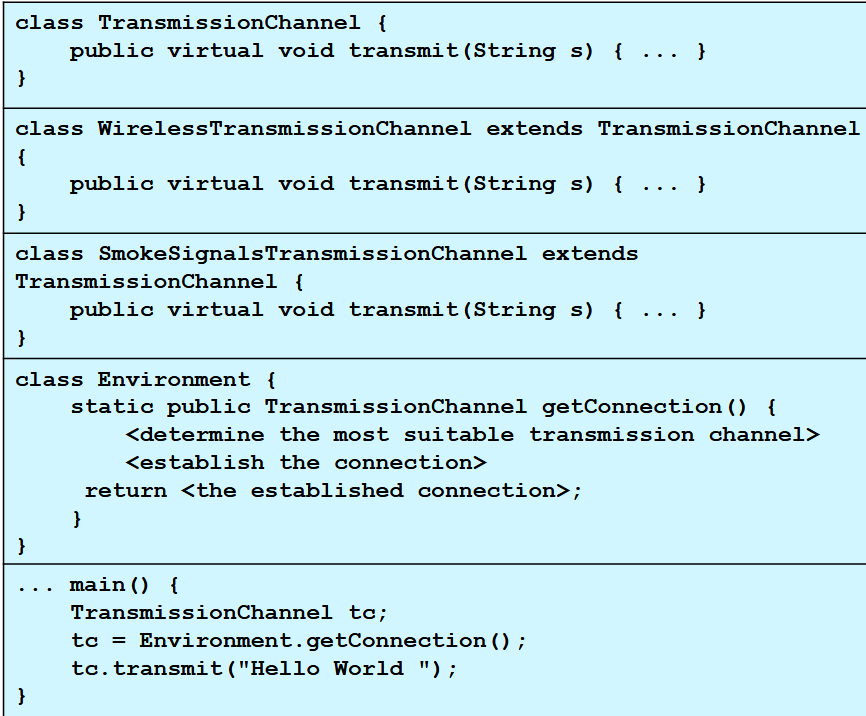 class TransmissionChannel {
    public virtual void transmit(String s) { ... }
}
class WirelessTransmissionChannel extends TransmissionChannel
{
    public virtual void transmit(String s) { ... }
}
class SmokeSignalsTransmissionChannel extends
TransmissionChannel {
    public virtual void transmit(String s) { ... }
}
class Environment {
    static public TransmissionChannel getConnection() {
        <determine the most suitable transmission channel>
        <establish the connection>
     return <the established connection>;
    }
}
... main() {
    TransmissionChannel tc;
    tc = Environment.getConnection();
    tc.transmit("Hello World ");
}